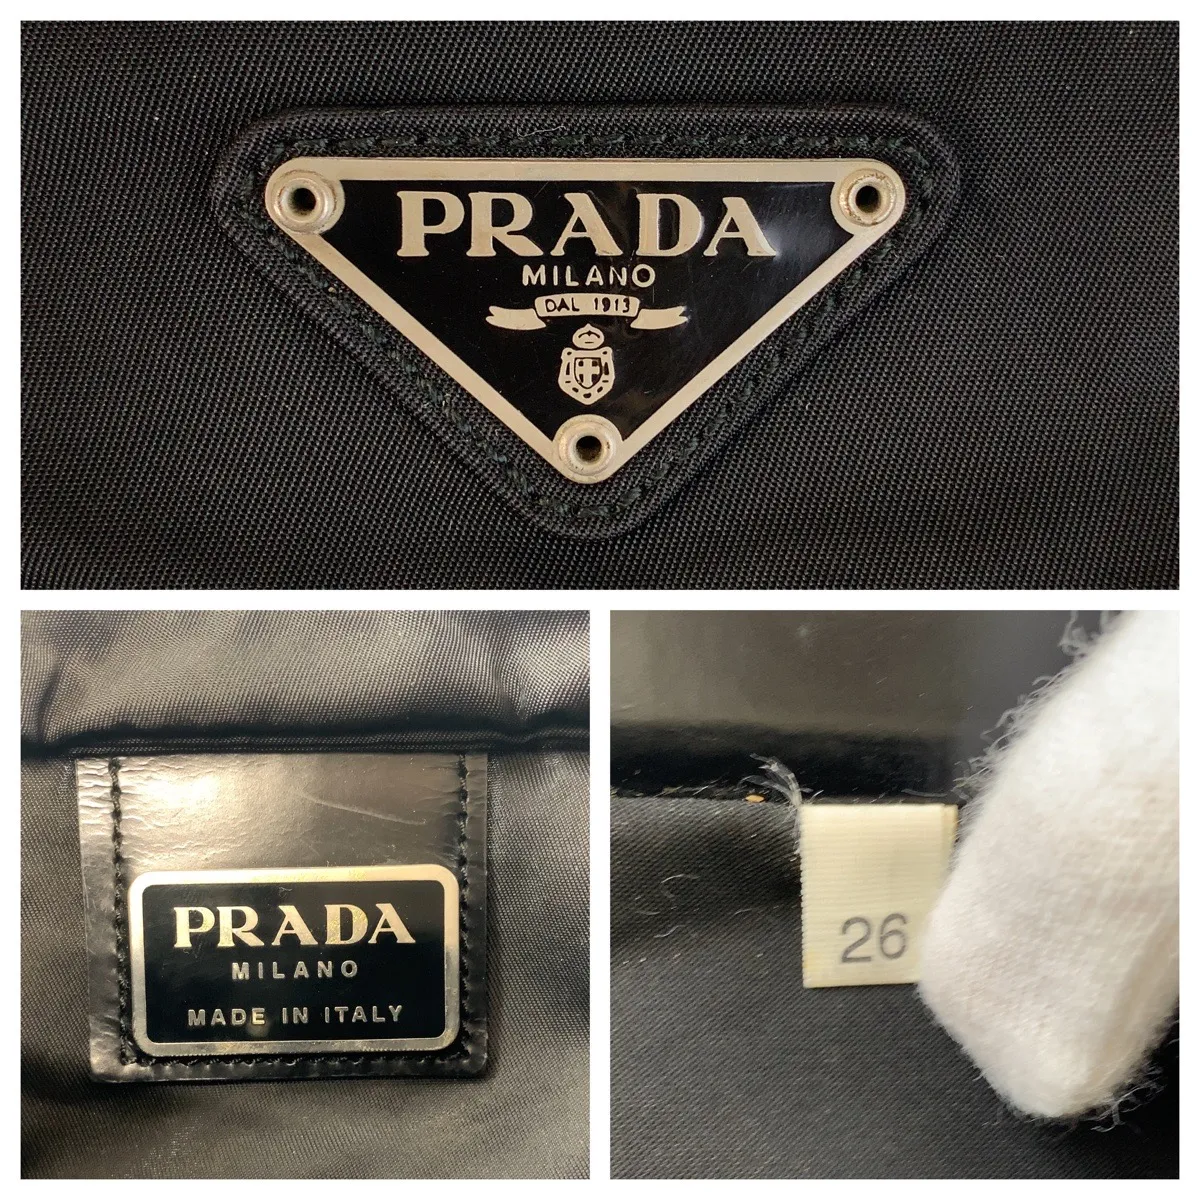 PRADA
MILANO
DAL 1913
PRADA
MILANO
MADE IN ITALY
26